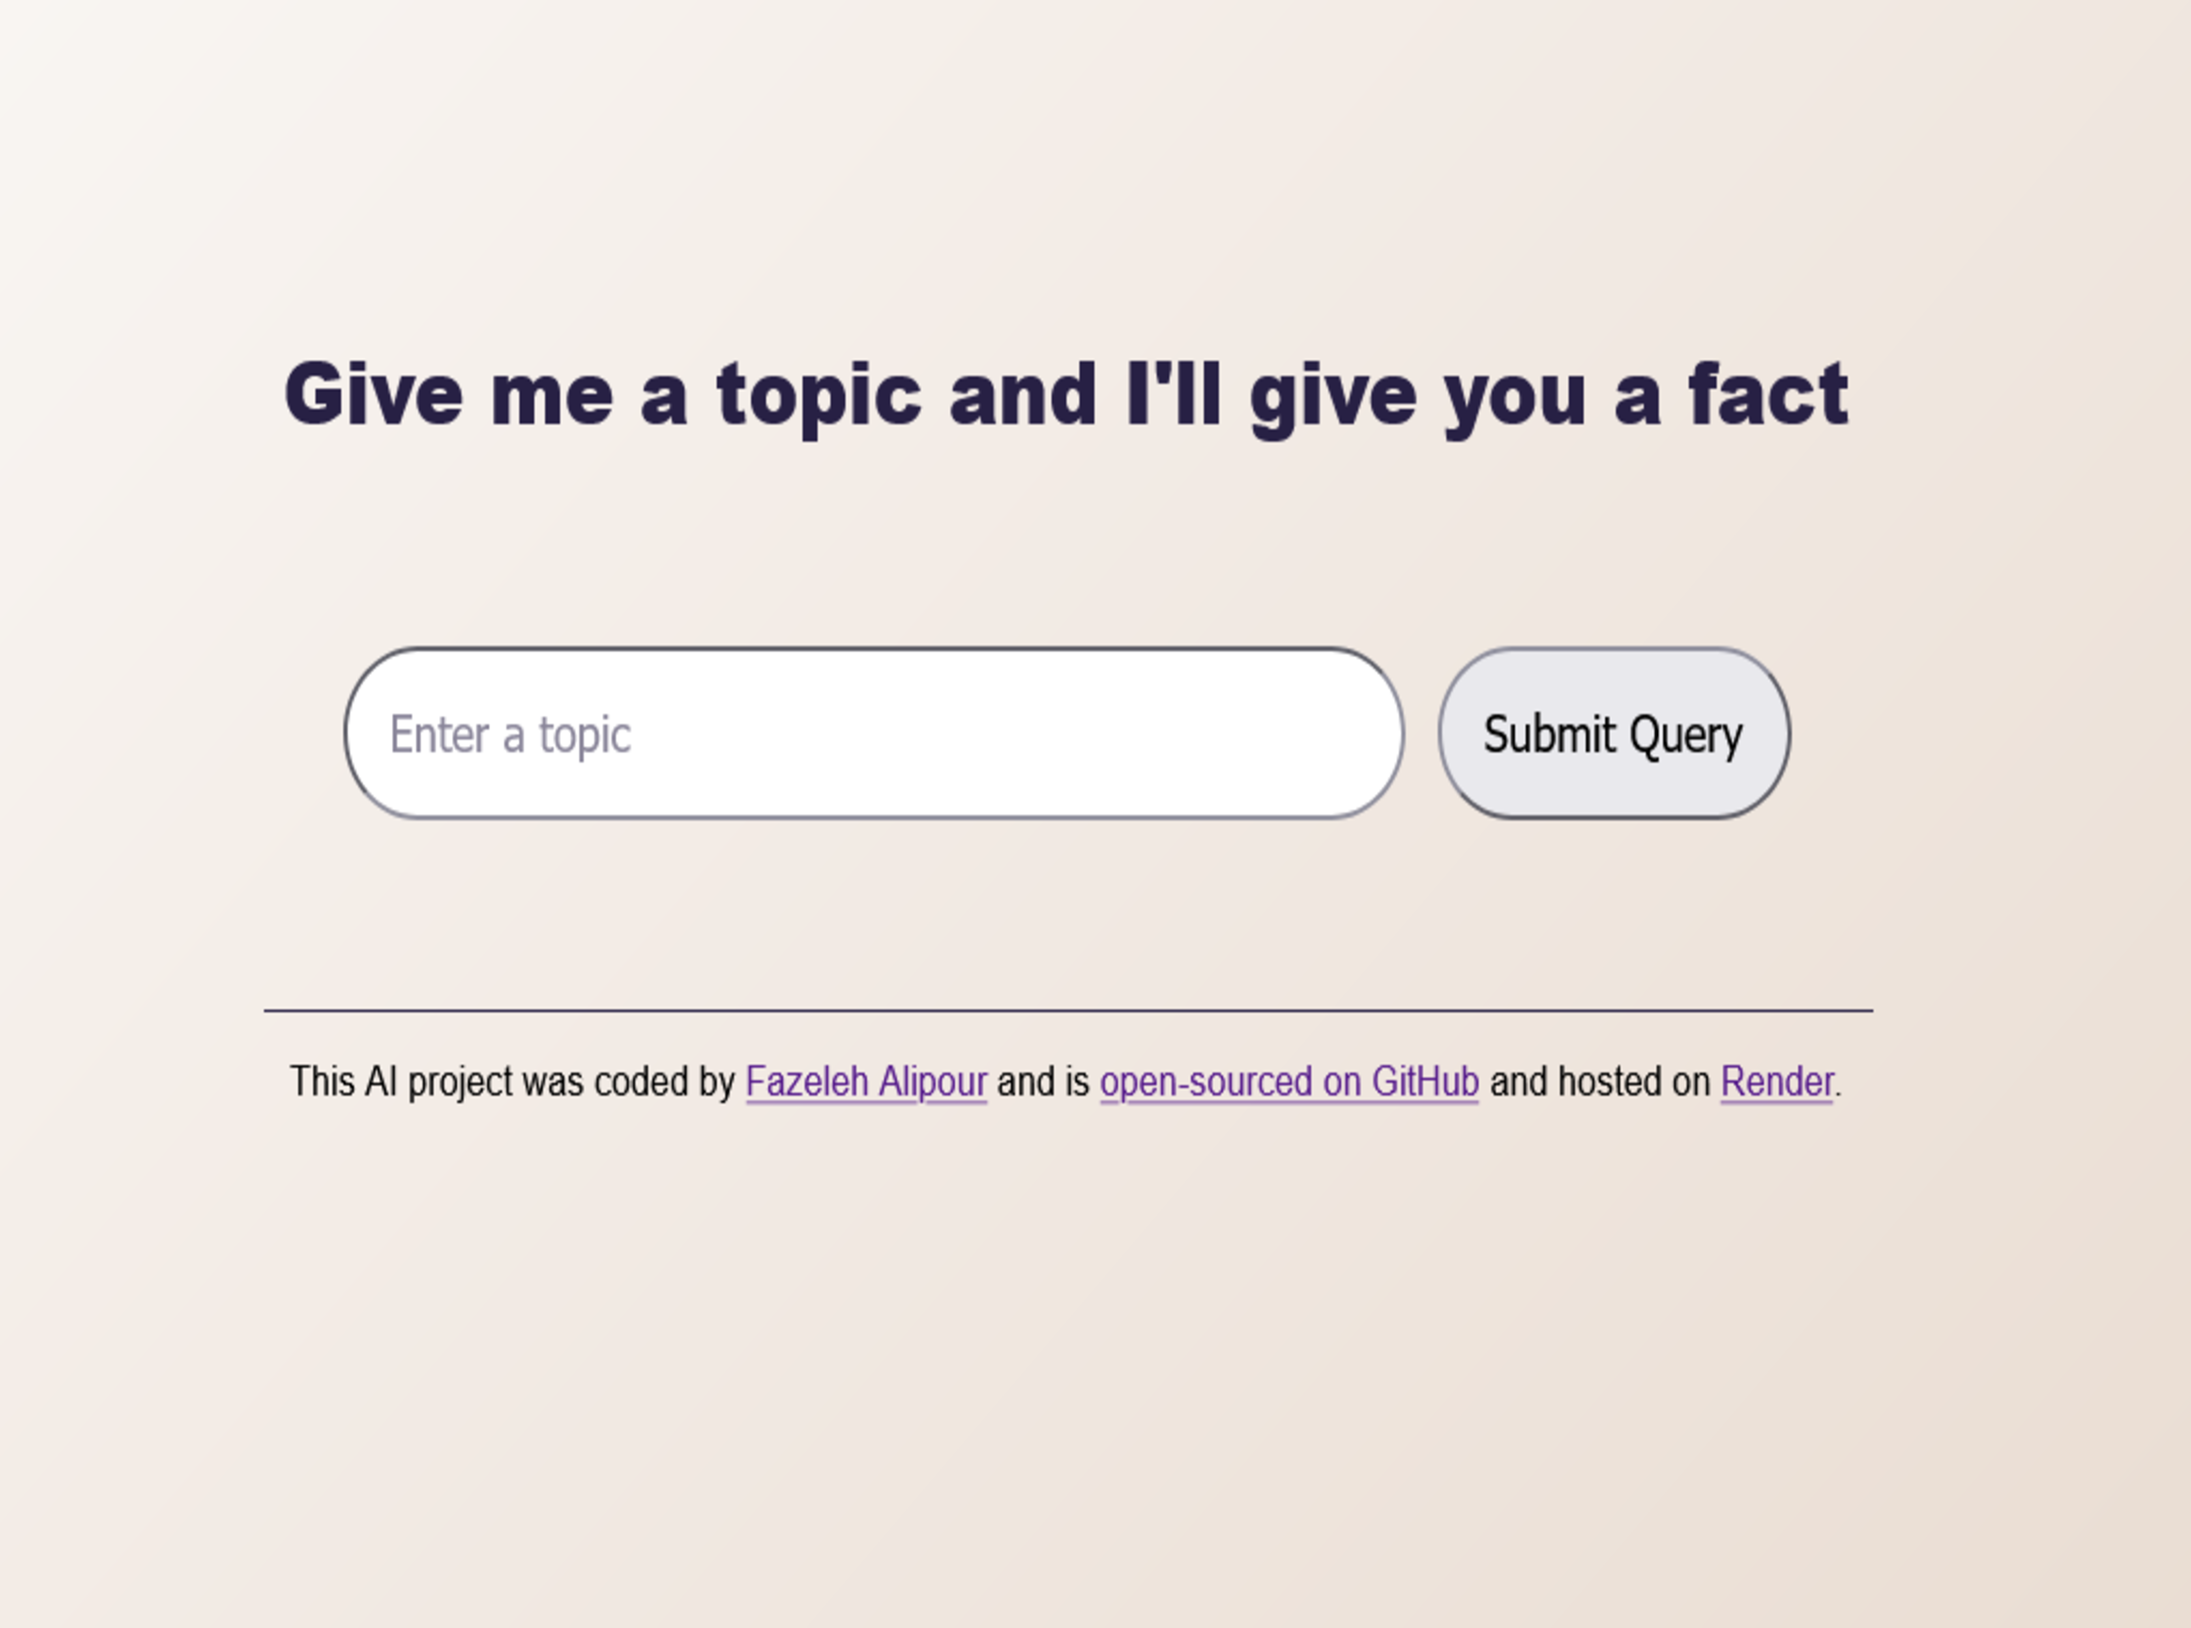 Give me a topic and I'll give you a fact
Enter a topic
Submit Query
This AI project was coded by Fazeleh Alipour and is open-sourced on GitHub and hosted on Render.